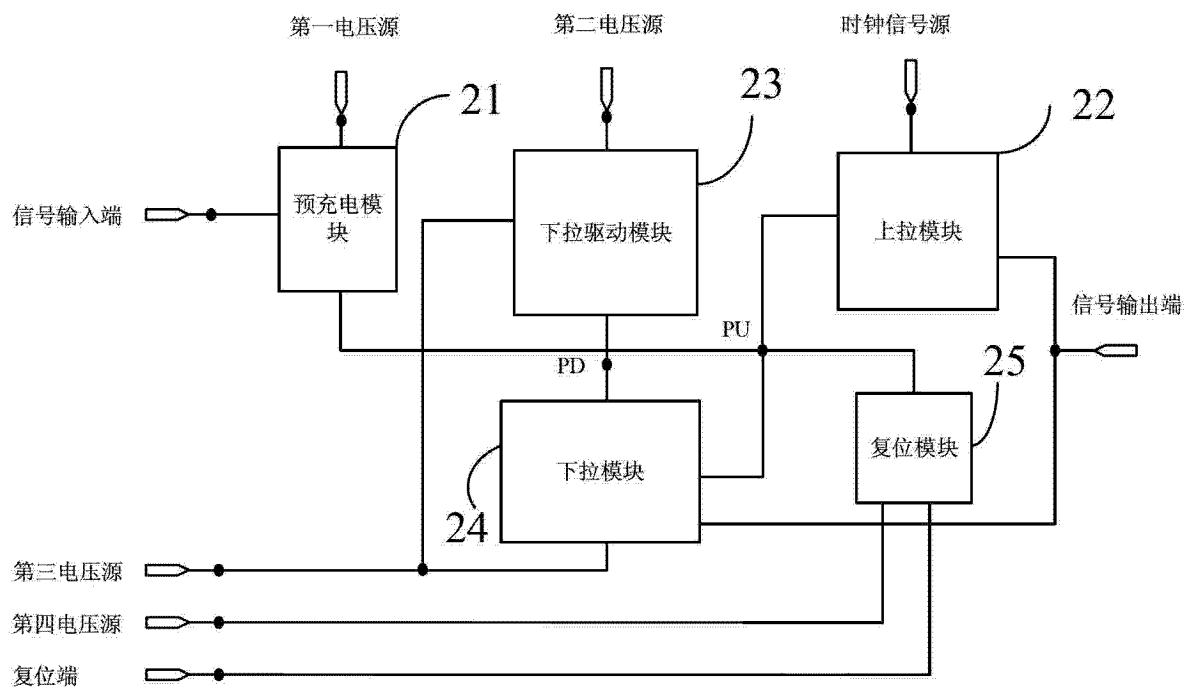 第一电压源
第二电压源
时钟信号源
21
23
22
信号输入端
预充电模
块
下拉驱动模块
上拉模块
信号输出端
PU
PD
25
复位模块
下拉模块
24
第三电压源
第四电压源
复位端